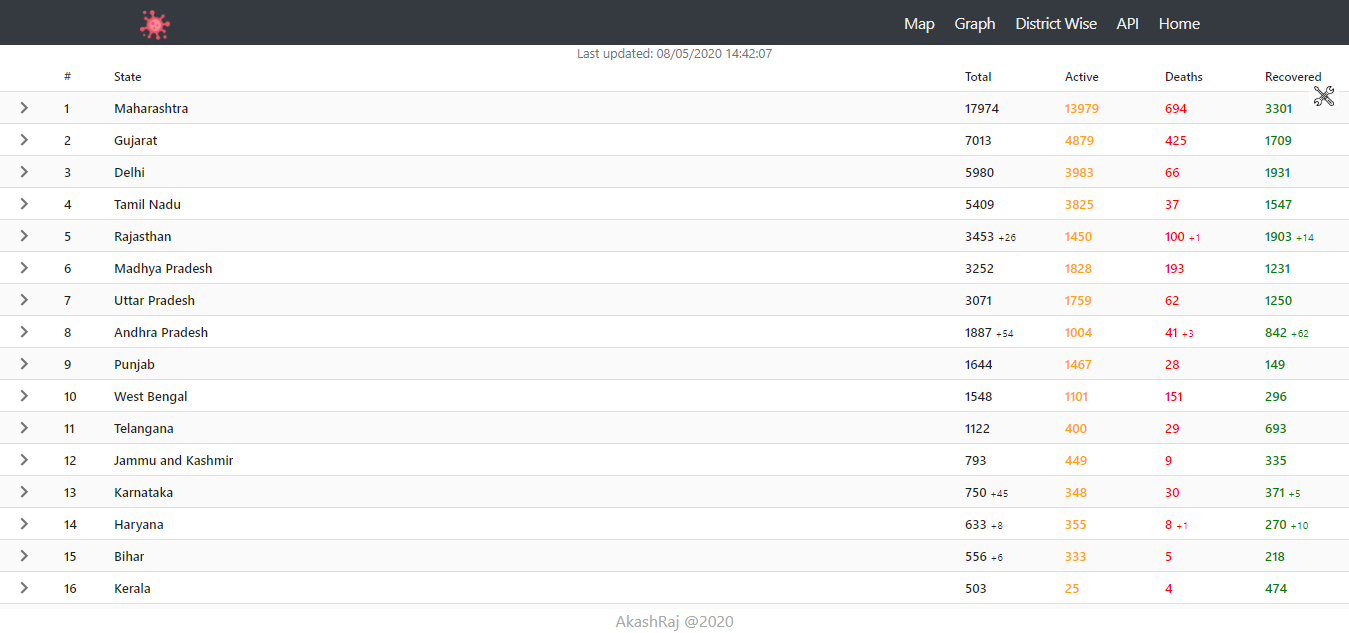 Map Graph District Wise API Home
Last updated: 08/05/2020 14:42:07
# State Total Active Deaths Recovered
1 Maharashtra 17974 13979 694 3301
2 Gujarat 7013 4879 425 1709
3 Delhi 5980 3983 66 1931
4 Tamil Nadu 5409 3825 37 1547
5 Rajasthan 3453 +26 1450 100 +1 1903 +14
6 Madhya Pradesh 3252 1828 193 1231
7 Uttar Pradesh 3071 1759 62 1250
8 Andhra Pradesh 1887 +54 1004 41 +3 842 +62
9 Punjab 1644 1467 28 149
10 West Bengal 1548 1101 151 296
11 Telangana 1122 400 29 693
12 Jammu and Kashmir 793 449 9 335
13 Karnataka 750 +45 348 30 371 +5
14 Haryana 633 +8 355 8 +1 270 +10
15 Bihar 556 +6 333 5 218
16 Kerala 503 25 4 474
AkashRaj @2020